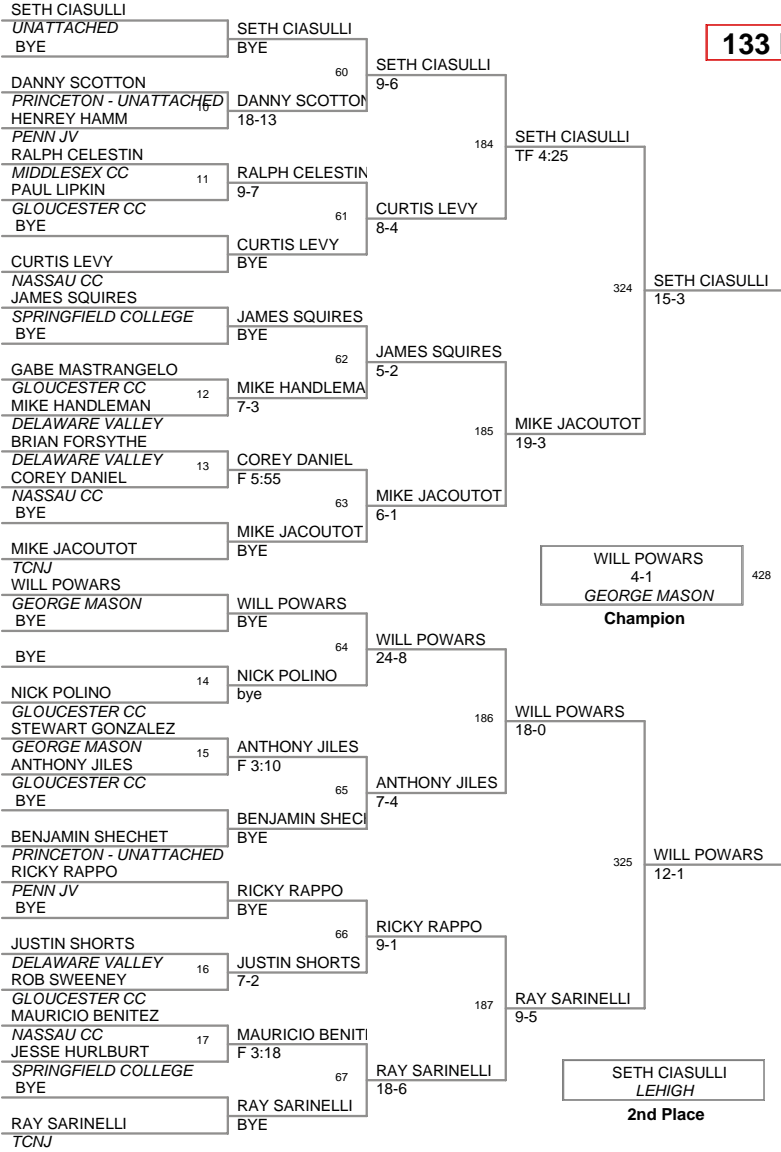 133
SETH CIASULLI
UNATTACHED
BYE
DANNY SCOTTON
PRINCETON - UNATTACHED
10
HENREY HAMM
PENN JV
RALPH CELESTIN
MIDDLESEX CC
11
PAUL LIPKIN
GLOUCESTER CC
BYE
CURTIS LEVY
NASSAU CC
JAMES SQUIRES
SPRINGFIELD COLLEGE
BYE
GABE MASTRANGELO
GLOUCESTER CC
12
MIKE HANDLEMAN
DELAWARE VALLEY
BRIAN FORSYTHE
DELAWARE VALLEY
13
COREY DANIEL
NASSAU CC
BYE
MIKE JACOUTOT
TCNJ
WILL POWARS
GEORGE MASON
BYE
BYE
14
NICK POLINO
GLOUCESTER CC
STEWART GONZALEZ
GEORGE MASON
15
ANTHONY JILES
GLOUCESTER CC
BYE
BENJAMIN SHECHET
PRINCETON - UNATTACHED
RICKY RAPPO
PENN JV
BYE
JUSTIN SHORTS
DELAWARE VALLEY
16
ROB SWEENEY
GLOUCESTER CC
MAURICIO BENITEZ
NASSAU CC
17
JESSE HURLBURT
SPRINGFIELD COLLEGE
BYE
RAY SARINELLI
TCNJ
SETH CIASULLI
BYE
60
DANNY SCOTTON
18-13
RALPH CELESTIN
9-7
61
CURTIS LEVY
BYE
JAMES SQUIRES
BYE
62
MIKE HANDLEMA
7-3
COREY DANIEL
F 5:55
63
MIKE JACOUTOT
BYE
WILL POWARS
BYE
64
NICK POLINO
bye
ANTHONY JILES
F 3:10
65
BENJAMIN SHECH
BYE
RICKY RAPPO
BYE
66
JUSTIN SHORTS
7-2
MAURICIO BENIT
F 3:18
67
RAY SARINELLI
BYE
SETH CIASULLI
9-6
184
CURTIS LEVY
8-4
JAMES SQUIRES
5-2
185
MIKE JACOUTOT
6-1
WILL POWARS
24-8
186
ANTHONY JILES
7-4
RICKY RAPPO
9-1
187
RAY SARINELLI
18-6
SETH CIASULLI
TF 4:25
324
MIKE JACOUTOT
19-3
WILL POWARS
18-0
325
RAY SARINELLI
9-5
SETH CIASULLI
15-3
WILL POWARS
12-1
WILL POWARS
4-1
GEORGE MASON
428
Champion
SETH CIASULLI
LEHIGH
2nd Place